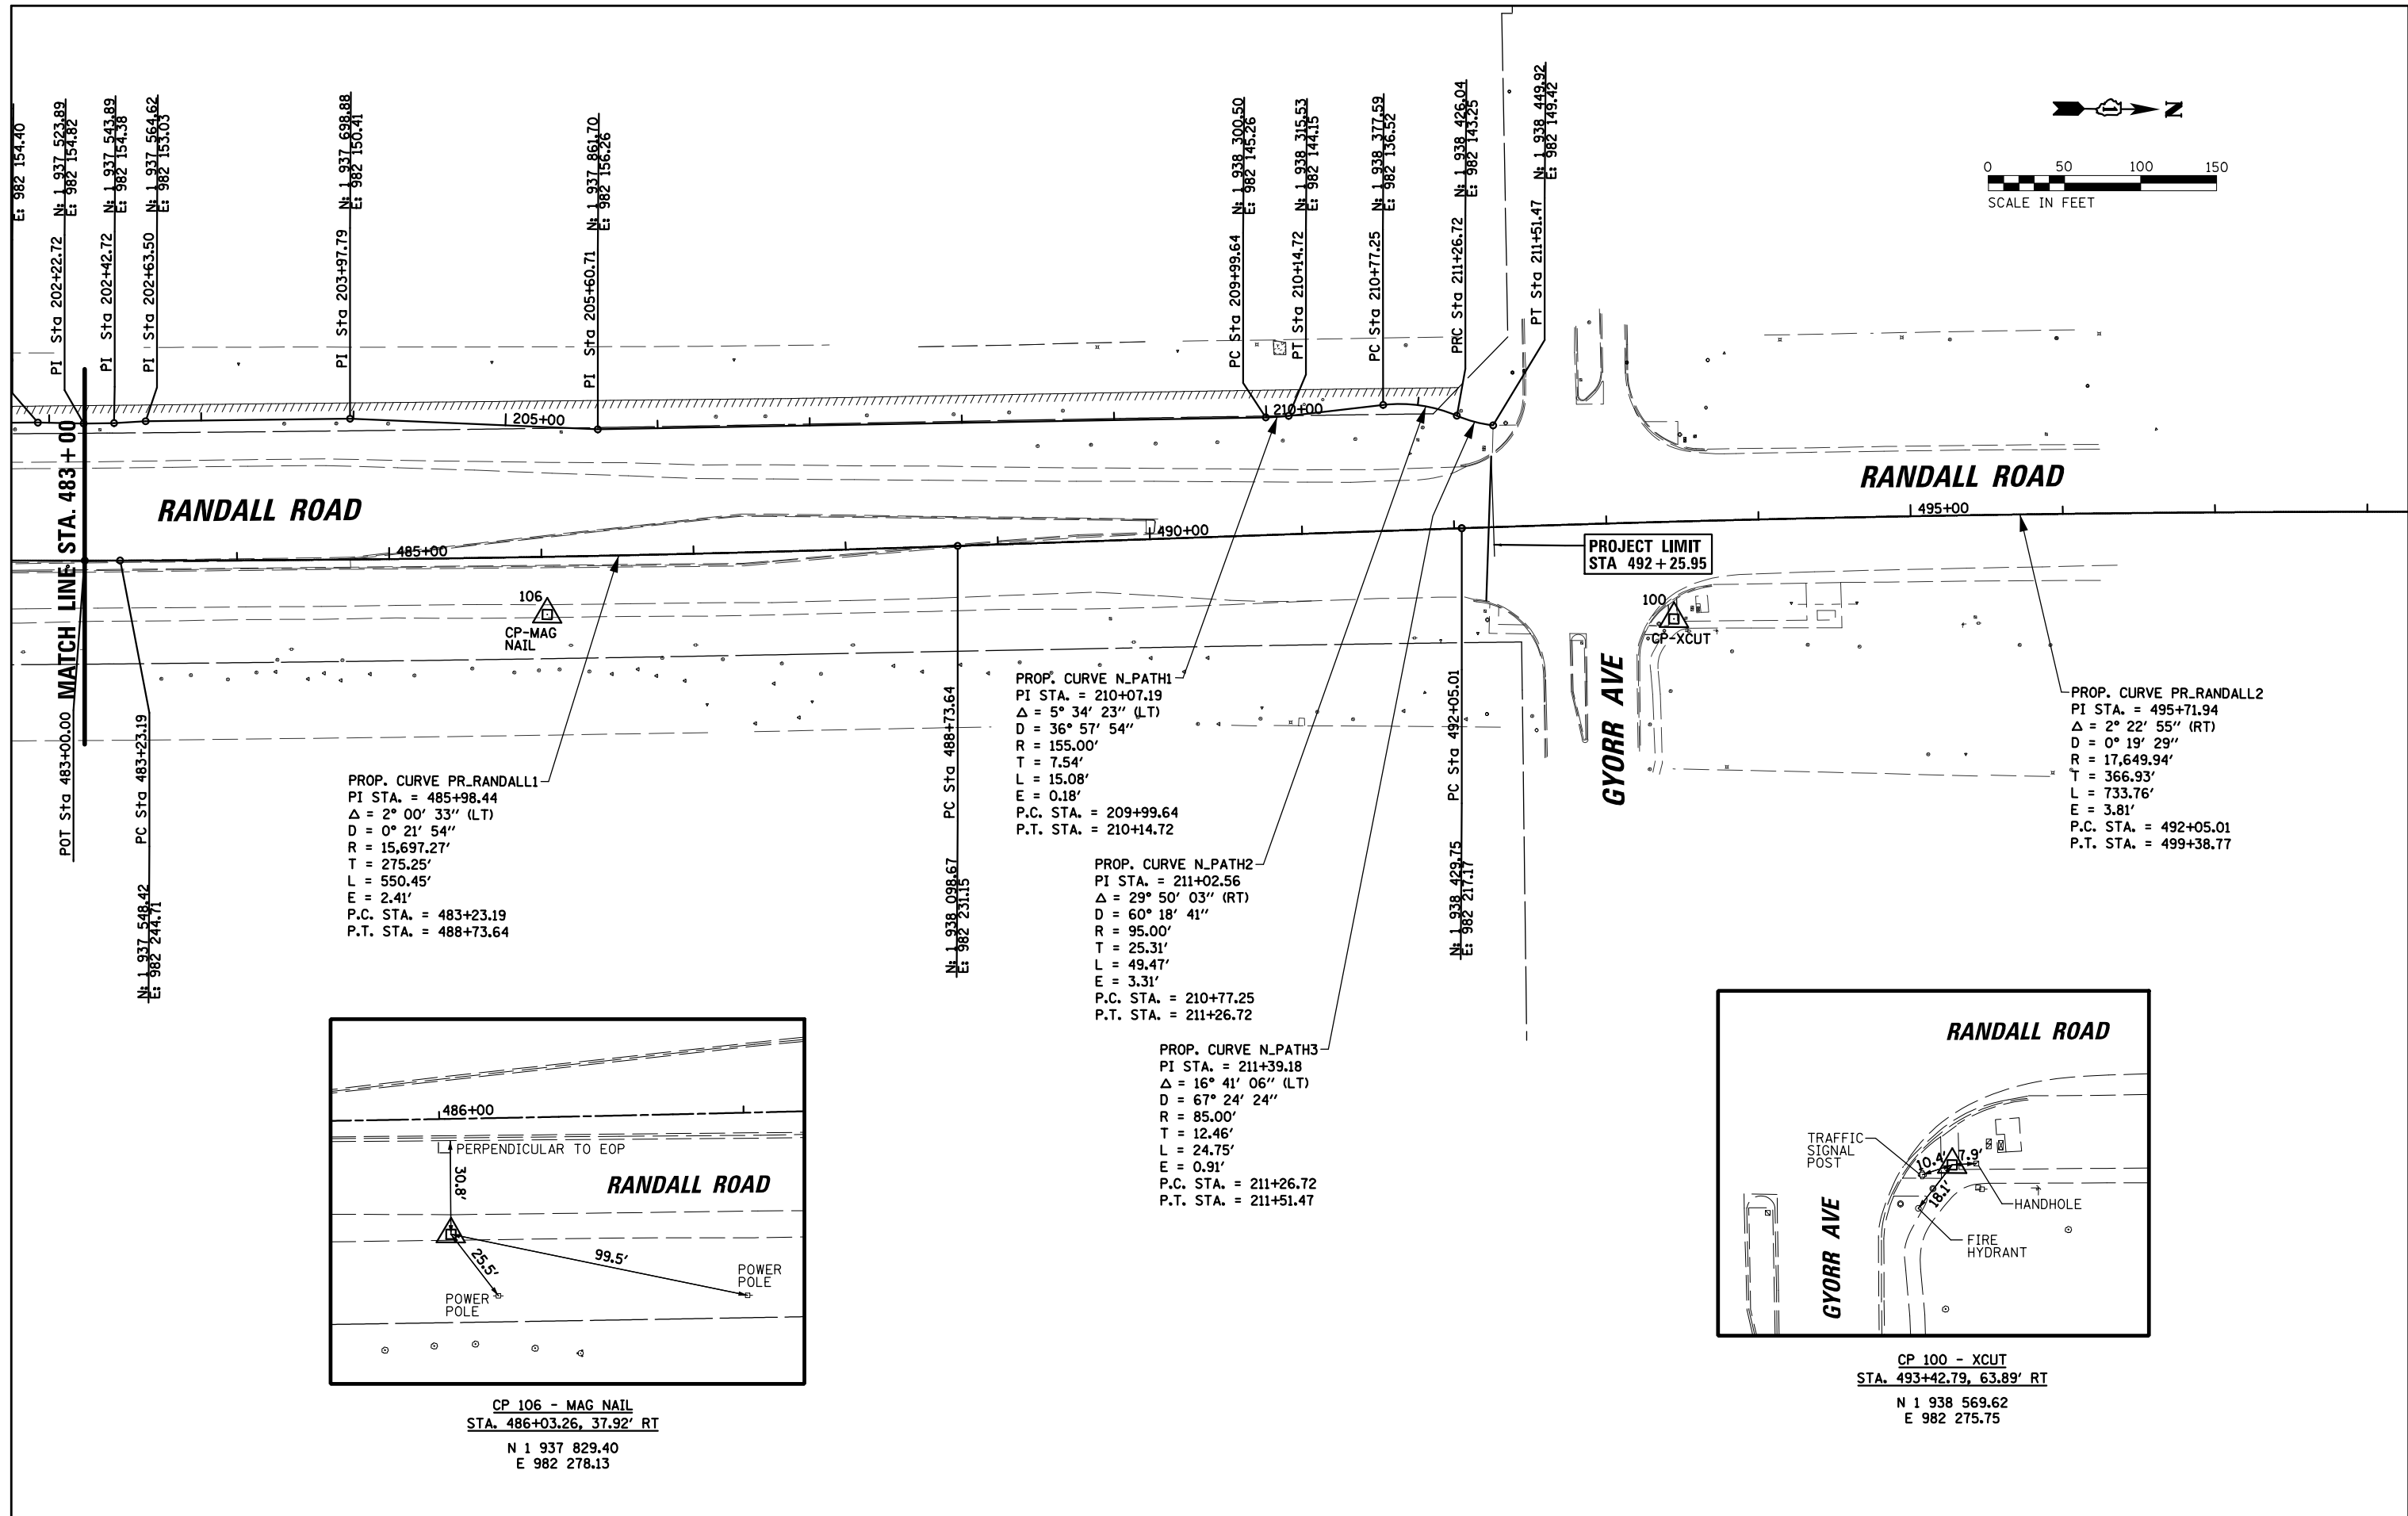 E: 982 154.40
PI Sta 202+22.72
N: 1 937 523.89
E: 982 154.82
PI Sta 202+42.72
N: 1 937 543.89
E: 982 154.38
PI Sta 202+63.50
N: 1 937 564.62
E: 982 153.03
PI Sta 203+97.79
N: 1 937 698.88
E: 982 150.41
PI Sta 205+60.71
N: 1 937 861.70
E: 982 156.26
PC Sta 209+99.64
N: 1 938 300.50
E: 982 145.26
PT Sta 210+14.72
N: 1 938 315.53
E: 982 144.15
PC Sta 210+77.25
N: 1 938 377.59
E: 982 136.52
PRC Sta 211+26.72
N: 1 938 426.04
E: 982 143.25
PT Sta 211+51.47
N: 1 938 449.92
E: 982 149.42
N
0 50 100 150
SCALE IN FEET
205+00
210+00
MATCH LINE STA. 483+00
RANDALL ROAD
RANDALL ROAD
485+00
490+00
495+00
PROJECT LIMIT
STA 492+25.95
106
CP-MAG
NAIL
100
CP-XCUT
GYORR AVE
POT Sta 483+00.00
PC Sta 483+23.19
N: 1 937 548.42
E: 982 244.71
PC Sta 488+73.64
N: 1 938 098.67
E: 982 231.15
PC Sta 492+05.01
N: 1 938 429.75
E: 982 217.17
PROP. CURVE PR_RANDALL1
PI STA. = 485+98.44
Δ = 2° 00' 33" (LT)
D = 0° 21' 54"
R = 15,697.27'
T = 275.25'
L = 550.45'
E = 2.41'
P.C. STA. = 483+23.19
P.T. STA. = 488+73.64
PROP. CURVE N_PATH1
PI STA. = 210+07.19
Δ = 5° 34' 23" (LT)
D = 36° 57' 54"
R = 155.00'
T = 7.54'
L = 15.08'
E = 0.18'
P.C. STA. = 209+99.64
P.T. STA. = 210+14.72
PROP. CURVE N_PATH2
PI STA. = 211+02.56
Δ = 29° 50' 03" (RT)
D = 60° 18' 41"
R = 95.00'
T = 25.31'
L = 49.47'
E = 3.31'
P.C. STA. = 210+77.25
P.T. STA. = 211+26.72
PROP. CURVE N_PATH3
PI STA. = 211+39.18
Δ = 16° 41' 06" (LT)
D = 67° 24' 24"
R = 85.00'
T = 12.46'
L = 24.75'
E = 0.91'
P.C. STA. = 211+26.72
P.T. STA. = 211+51.47
PROP. CURVE PR_RANDALL2
PI STA. = 495+71.94
Δ = 2° 22' 55" (RT)
D = 0° 19' 29"
R = 17,649.94'
T = 366.93'
L = 733.76'
E = 3.81'
P.C. STA. = 492+05.01
P.T. STA. = 499+38.77
486+00
PERPENDICULAR TO EOP
30.8'
RANDALL ROAD
25.5'
99.5'
POWER
POLE
POWER
POLE
CP 106 - MAG NAIL
STA. 486+03.26, 37.92' RT
N 1 937 829.40
E 982 278.13
RANDALL ROAD
TRAFFIC
SIGNAL
POST
10.4'
7.9'
18.1'
HANDHOLE
FIRE
HYDRANT
GYORR AVE
CP 100 - XCUT
STA. 493+42.79, 63.89' RT
N 1 938 569.62
E 982 275.75